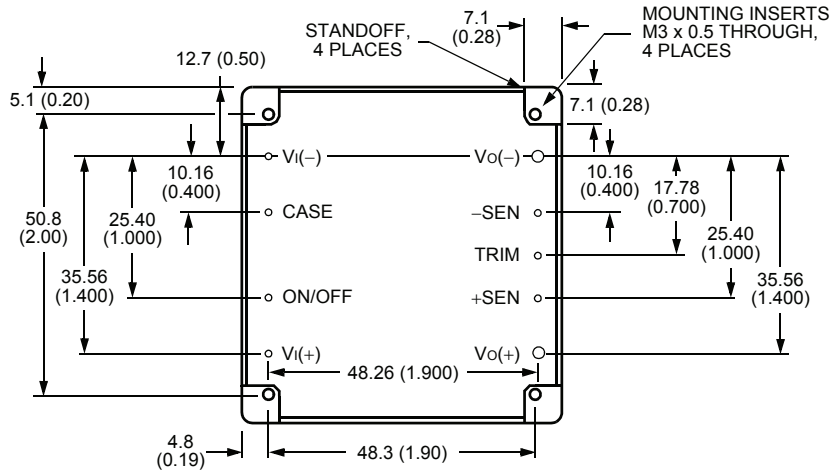 STANDOFF,
4 PLACES
7.1
(0.28)
MOUNTING INSERTS
M3 x 0.5 THROUGH,
4 PLACES
12.7 (0.50)
5.1 (0.20)
7.1 (0.28)
VI(−)
VO(−)
10.16
(0.400)
10.16
(0.400)
17.78
(0.700)
CASE
−SEN
50.8
(2.00)
25.40
(1.000)
25.40
(1.000)
TRIM
35.56
(1.400)
35.56
(1.400)
ON/OFF
+SEN
VI(+)
VO(+)
48.26 (1.900)
4.8
(0.19)
48.3 (1.90)